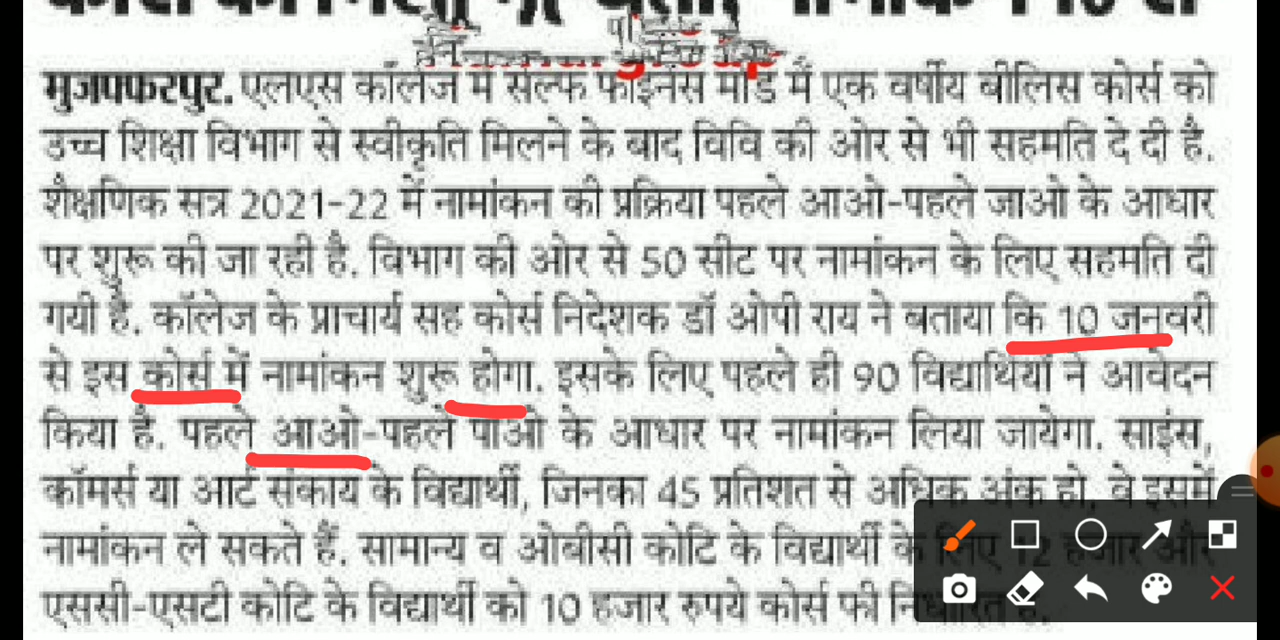 मुजफ्फरपुर. एलएस कॉलेज में सेल्फ फाइनेंस मोड में एक वर्षीय बीलिस कोर्स को
उच्च शिक्षा विभाग से स्वीकृति मिलने के बाद विवि की ओर से भी सहमति दे दी है.
शैक्षणिक सत्र 2021-22 में नामांकन की प्रक्रिया पहले आओ-पहले जाओ के आधार
पर शुरू की जा रही है. विभाग की ओर से 50 सीट पर नामांकन के लिए सहमति दी
गयी है. कॉलेज के प्राचार्य सह कोर्स निदेशक डॉ ओपी राय ने बताया कि 10 जनवरी
से इस कोर्स में नामांकन शुरू होगा. इसके लिए पहले ही 90 विद्यार्थियों ने आवेदन
किया है. पहले आओ-पहले पाओ के आधार पर नामांकन लिया जायेगा. साइंस,
कॉमर्स या आर्ट संकाय के विद्यार्थी, जिनका 45 प्रतिशत से अधिक अंक हो, वे इसमें
नामांकन ले सकते हैं. सामान्य व ओबीसी कोटि के विद्यार्थी के लिए 12 हजार और
एससी-एसटी कोटि के विद्यार्थी को 10 हजार रुपये कोर्स फी निर्धारित है.